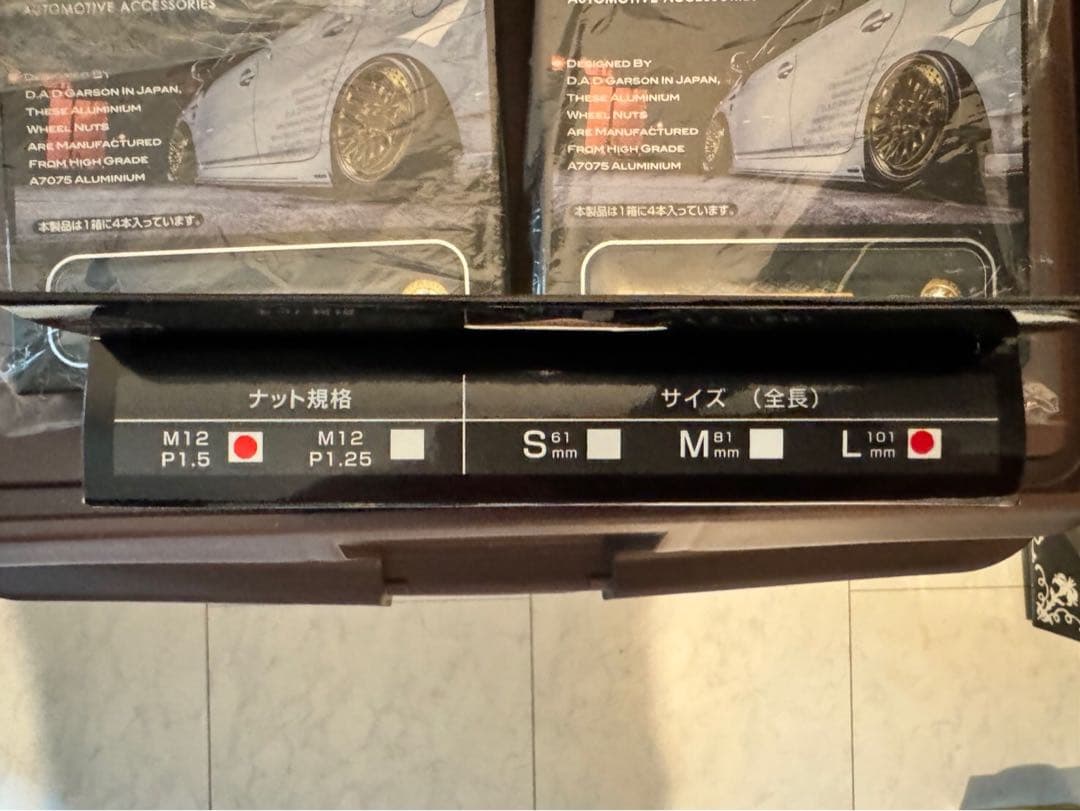 AUTOMOTIVE ACCESSORIES
DESIGNED BY
D.A.D GARSON IN JAPAN,
THESE ALUMINIUM
WHEEL NUTS
ARE MANUFACTURED
FROM HIGH GRADE
A7075 ALUMINIUM
本製品は1箱に4本入っています。
AUTOMOTIVE ACCESSORIES
DESIGNED BY
D.A.D GARSON IN JAPAN,
THESE ALUMINIUM
WHEEL NUTS
ARE MANUFACTURED
FROM HIGH GRADE
A7075 ALUMINIUM
本製品は1箱に4本入っています。
ナット規格 サイズ (全長)
M12 P1.5 M12 P1.25 S 61 mm M 81 mm L 101 mm